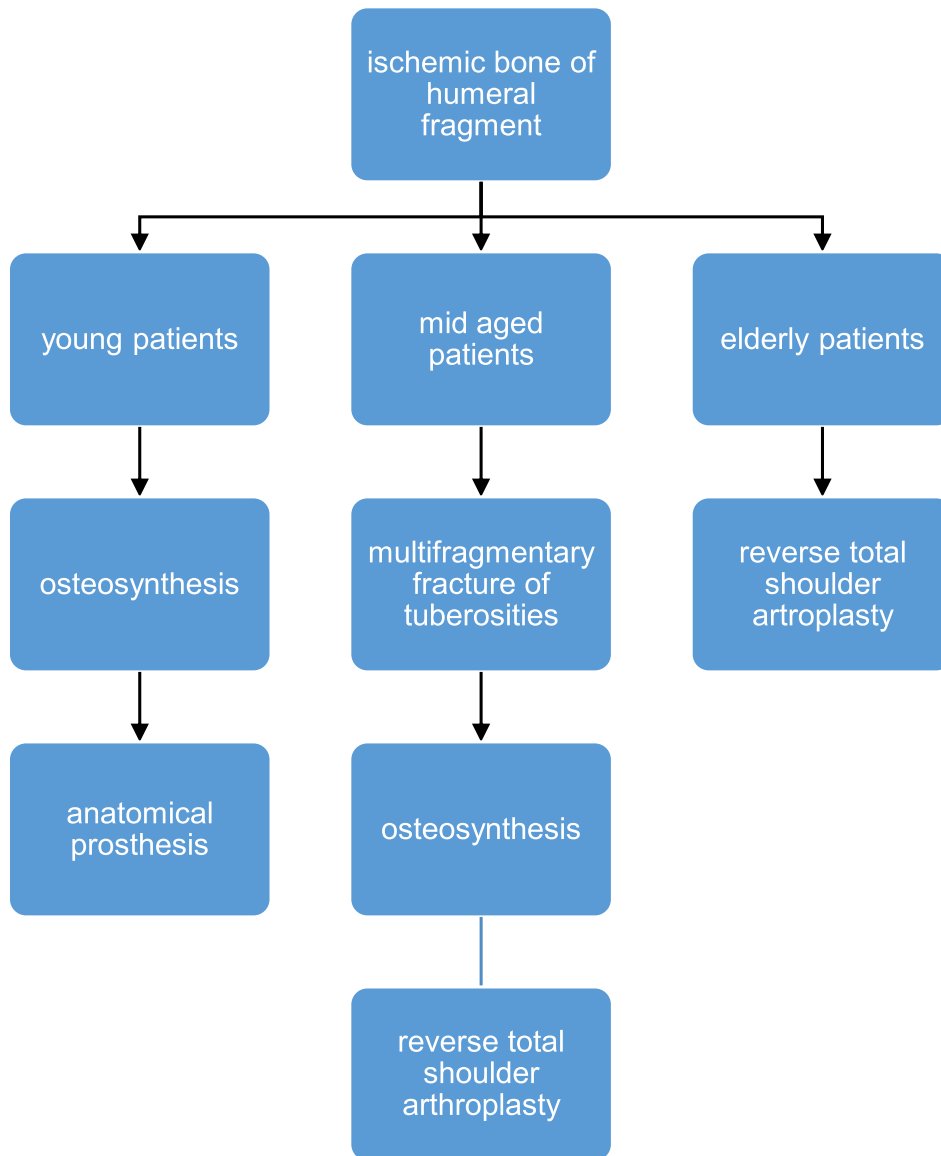 ischemic bone of
humeral
fragment
young patients
mid aged
patients
elderly patients
osteosynthesis
multifragmentary
fracture of
tuberosities
reverse total
shoulder
artroplasty
anatomical
prosthesis
osteosynthesis
reverse total
shoulder
arthroplasty